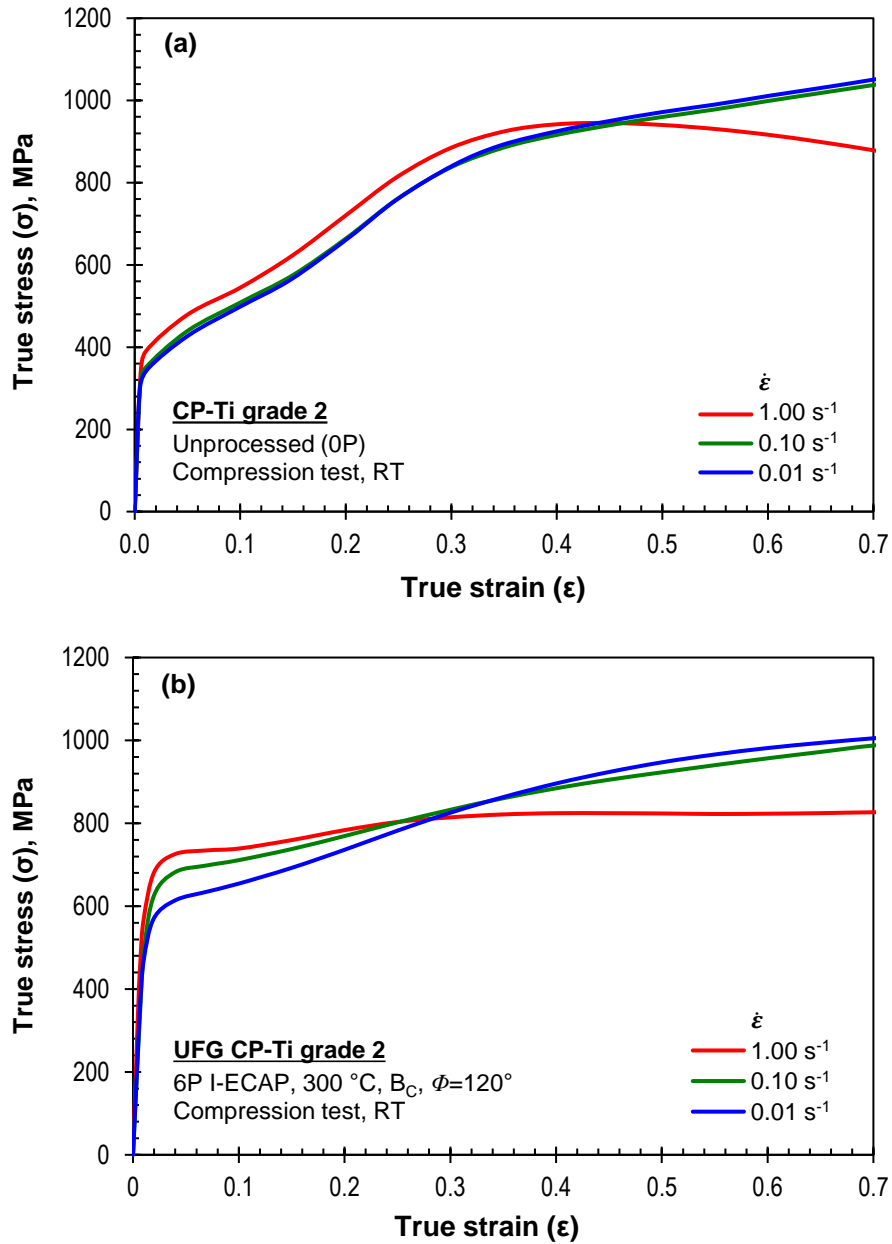 (a)
1200
1000
800
600
400
200
0
True stress (σ), MPa
CP-Ti grade 2
Unprocessed (0P)
Compression test, RT
ε̇
1.00 s⁻¹
0.10 s⁻¹
0.01 s⁻¹
0.0 0.1 0.2 0.3 0.4 0.5 0.6 0.7
True strain (ε)
(b)
1200
1000
800
600
400
200
0
True stress (σ), MPa
UFG CP-Ti grade 2
6P I-ECAP, 300 °C, B_C, Φ=120°
Compression test, RT
ε̇
1.00 s⁻¹
0.10 s⁻¹
0.01 s⁻¹
0 0.1 0.2 0.3 0.4 0.5 0.6 0.7
True strain (ε)